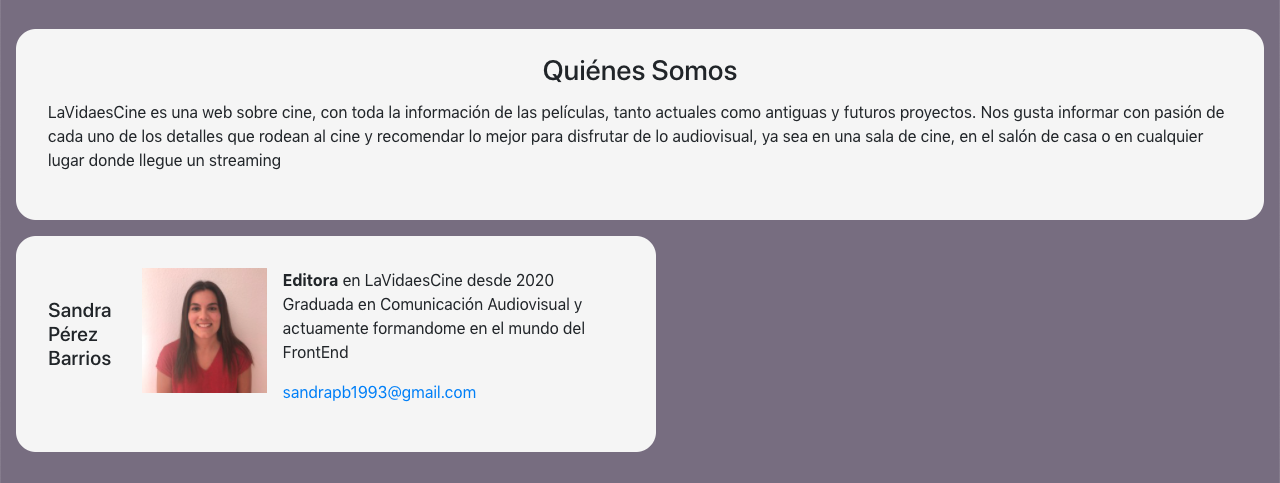 Quiénes Somos
LaVidaesCine es una web sobre cine, con toda la información de las películas, tanto actuales como antiguas y futuros proyectos. Nos gusta informar con pasión de
cada uno de los detalles que rodean al cine y recomendar lo mejor para disfrutar de lo audiovisual, ya sea en una sala de cine, en el salón de casa o en cualquier
lugar donde llegue un streaming
Sandra
Pérez
Barrios
Editora en LaVidaesCine desde 2020
Graduada en Comunicación Audiovisual y
actuamente formandome en el mundo del
FrontEnd
sandrapb1993@gmail.com